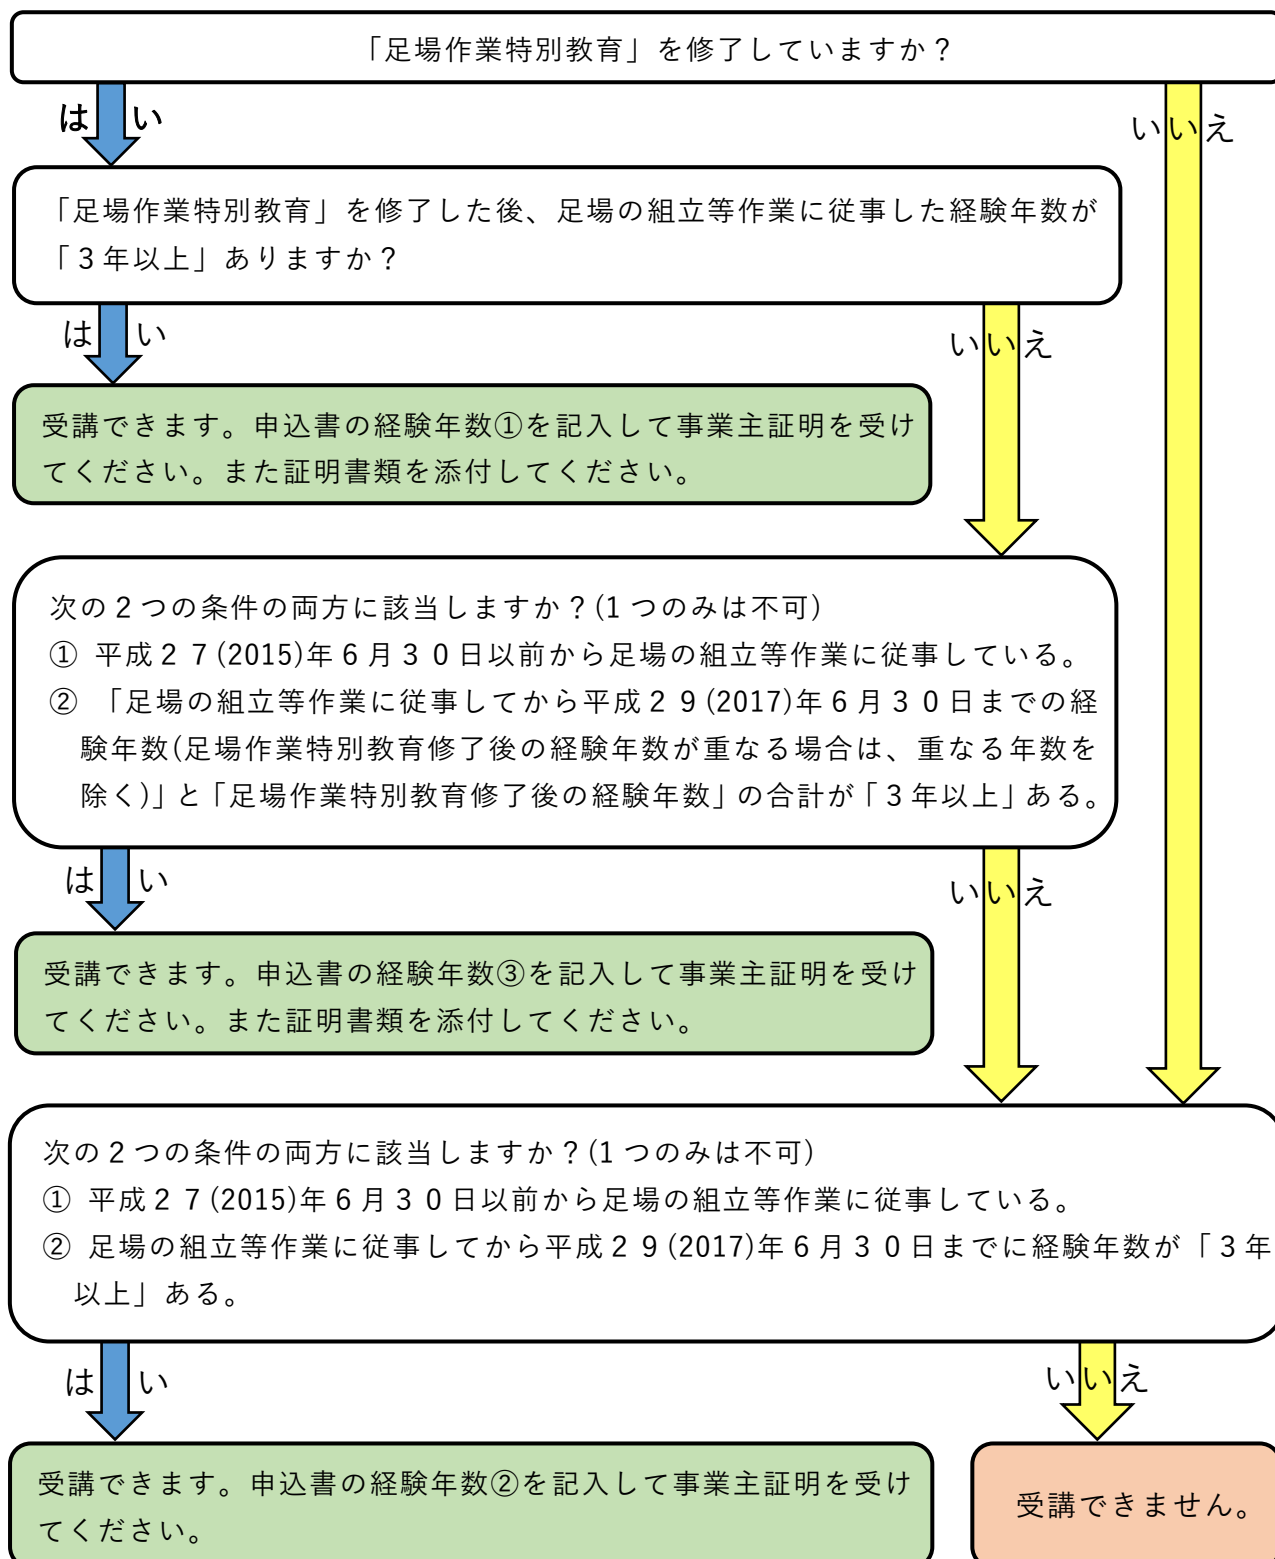 「足場作業特別教育」を修了していますか？
はい
いいえ
「足場作業特別教育」を修了した後、足場の組立等作業に従事した経験年数が
「３年以上」ありますか？
はい
いいえ
受講できます。申込書の経験年数①を記入して事業主証明を受け
てください。また証明書類を添付してください。
次の２つの条件の両方に該当しますか？(１つのみは不可)
① 平成２７(2015)年６月３０日以前から足場の組立等作業に従事している。
② 「足場の組立等作業に従事してから平成２９(2017)年６月３０日までの経
験年数(足場作業特別教育修了後の経験年数が重なる場合は、重なる年数を
除く)」と「足場作業特別教育修了後の経験年数」の合計が「３年以上」ある。
はい
いいえ
受講できます。申込書の経験年数③を記入して事業主証明を受け
てください。また証明書類を添付してください。
次の２つの条件の両方に該当しますか？(１つのみは不可)
① 平成２７(2015)年６月３０日以前から足場の組立等作業に従事している。
② 足場の組立等作業に従事してから平成２９(2017)年６月３０日までに経験年数が「３年
以上」ある。
はい
いいえ
受講できます。申込書の経験年数②を記入して事業主証明を受け
てください。
受講できません。